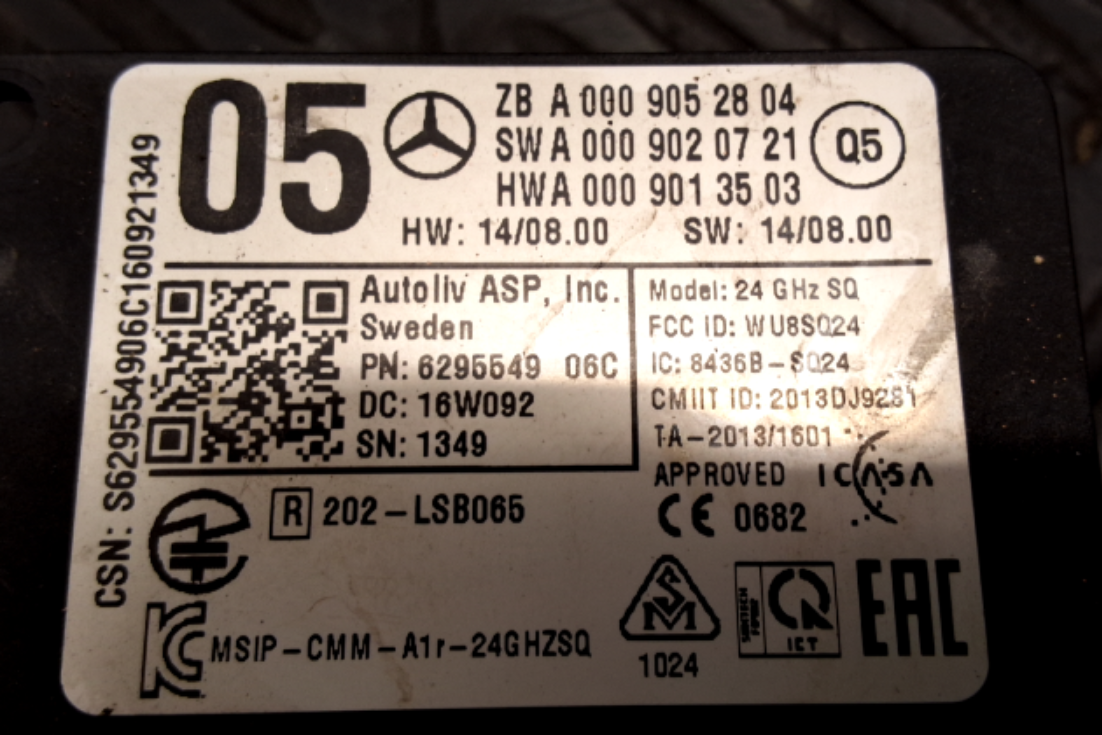 05
ZB A 000 905 28 04
SW A 000 902 07 21
HW A 000 901 35 03
Q5
HW: 14/08.00 SW: 14/08.00
CSN: S629554906C160921349
Autoliv ASP, Inc.
Sweden
PN: 6295549 06C
DC: 16W092
SN: 1349
Model: 24 GHz SQ
FCC ID: WU8SQ24
IC: 8436B-SQ24
CMIIT ID: 2013DJ9281
TA-2013/1601
APPROVED ICASA
CE 0682
R 202-LSB065
MSIP-CMM-A1r-24GHZSQ
SM
1024
ICT
EAC